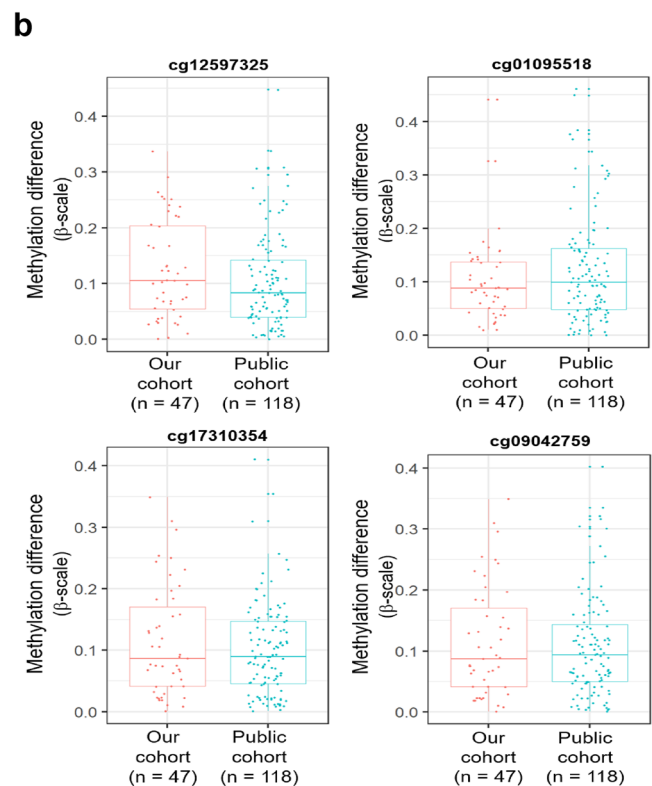 b
cg12597325
Methylation difference
(β-scale)
0.4
0.3
0.2
0.1
0.0
Our
cohort
(n = 47)
Public
cohort
(n = 118)
cg01095518
Methylation difference
(β-scale)
0.4
0.3
0.2
0.1
0.0
Our
cohort
(n = 47)
Public
cohort
(n = 118)
cg17310354
Methylation difference
(β-scale)
0.4
0.3
0.2
0.1
0.0
Our
cohort
(n = 47)
Public
cohort
(n = 118)
cg09042759
Methylation difference
(β-scale)
0.4
0.3
0.2
0.1
0.0
Our
cohort
(n = 47)
Public
cohort
(n = 118)